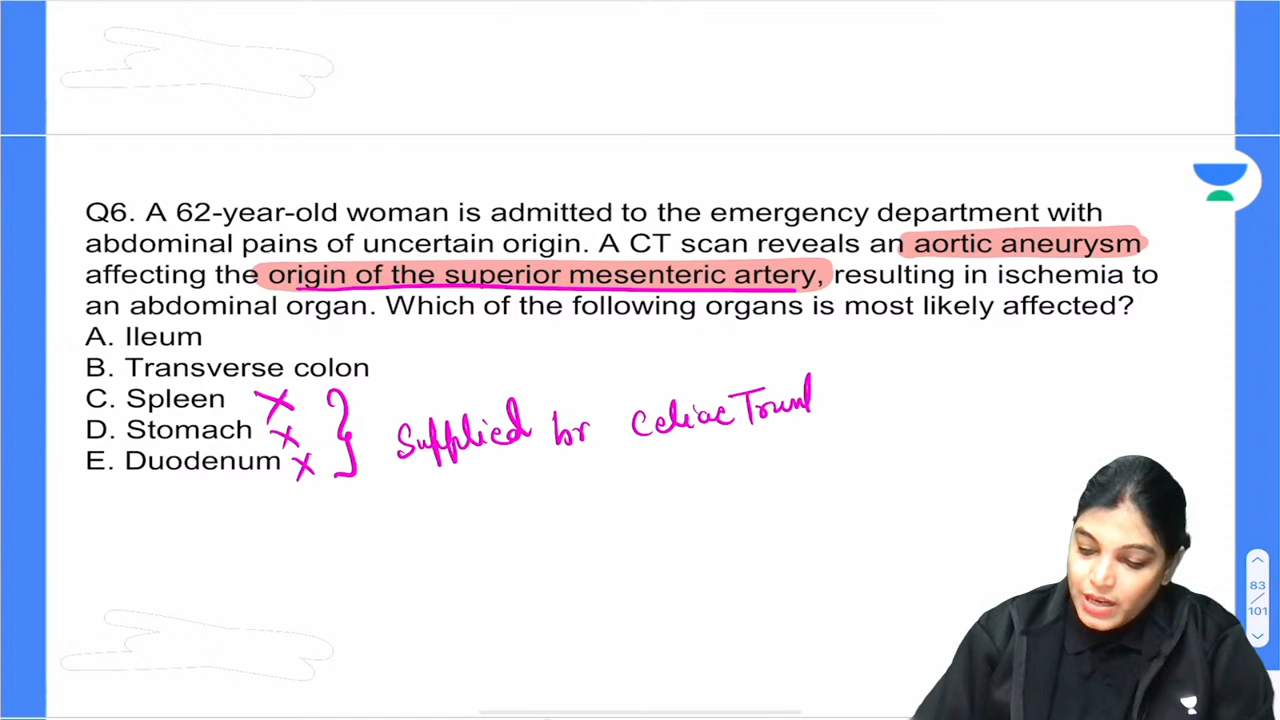 Q6. A 62-year-old woman is admitted to the emergency department with
abdominal pains of uncertain origin. A CT scan reveals an aortic aneurysm
affecting the origin of the superior mesenteric artery, resulting in ischemia to
an abdominal organ. Which of the following organs is most likely affected?
A. Ileum
B. Transverse colon
C. Spleen X
D. Stomach X
E. Duodenum X
Supplied by Celiac Trunk
83
/
101